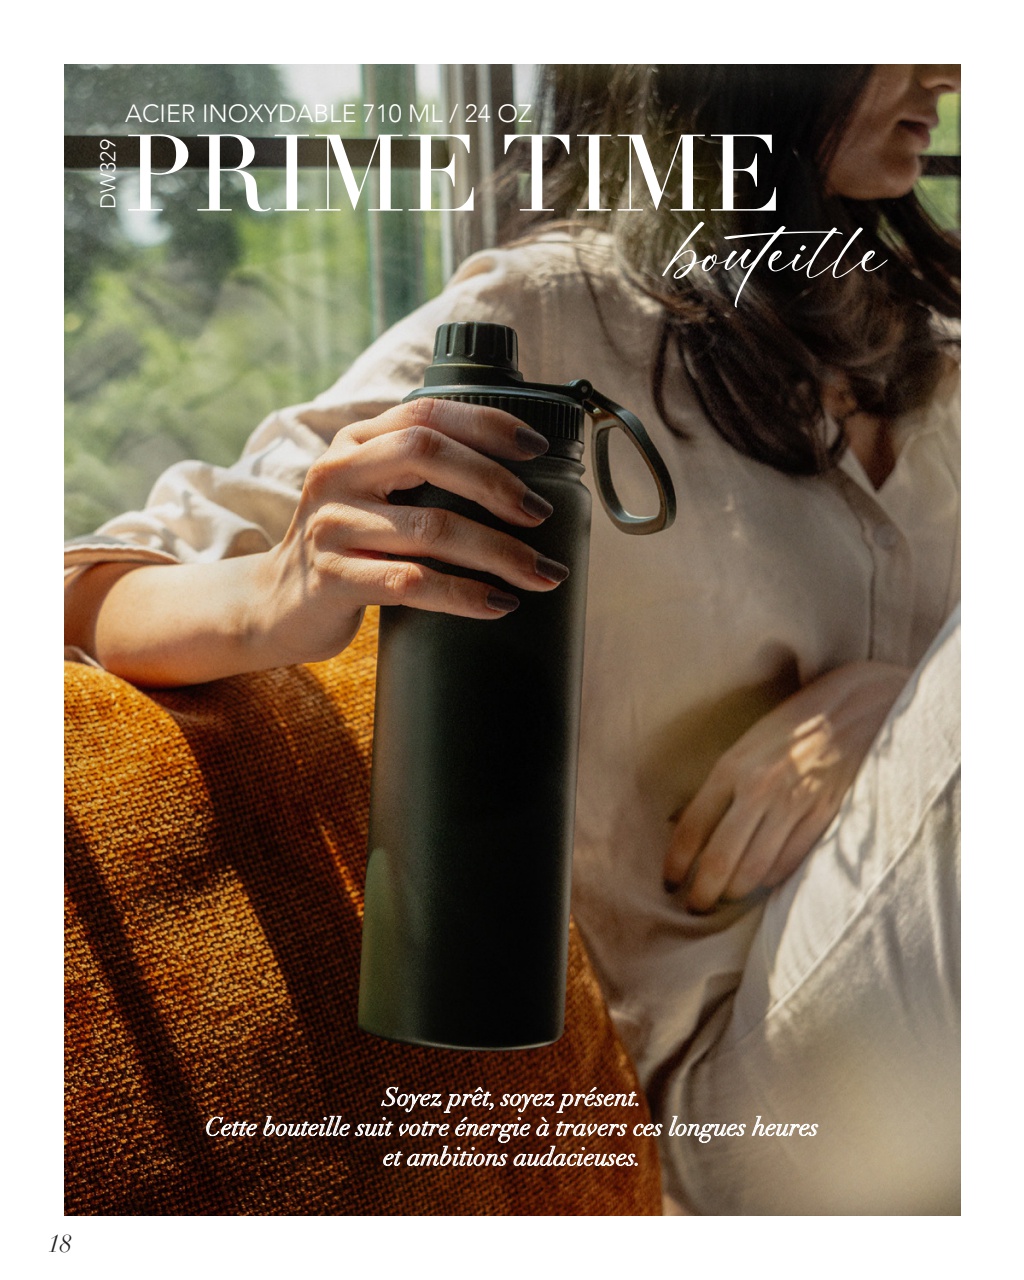 ACIER INOXYDABLE 710 ML / 24 OZ
DW329
PRIME TIME
bouteille
Soyez prêt, soyez présent.
Cette bouteille suit votre énergie à travers ces longues heures
et ambitions audacieuses.
18